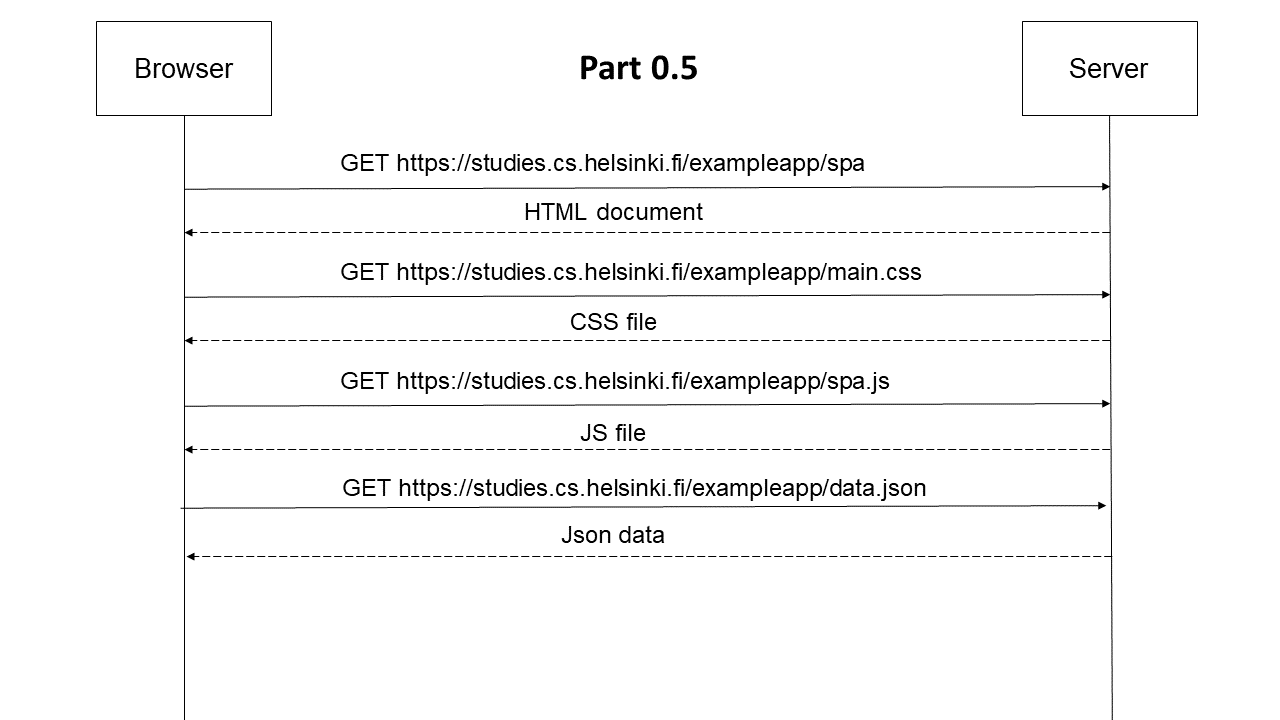 Browser
Part 0.5
Server
GET https://studies.cs.helsinki.fi/exampleapp/spa
HTML document
GET https://studies.cs.helsinki.fi/exampleapp/main.css
CSS file
GET https://studies.cs.helsinki.fi/exampleapp/spa.js
JS file
GET https://studies.cs.helsinki.fi/exampleapp/data.json
Json data